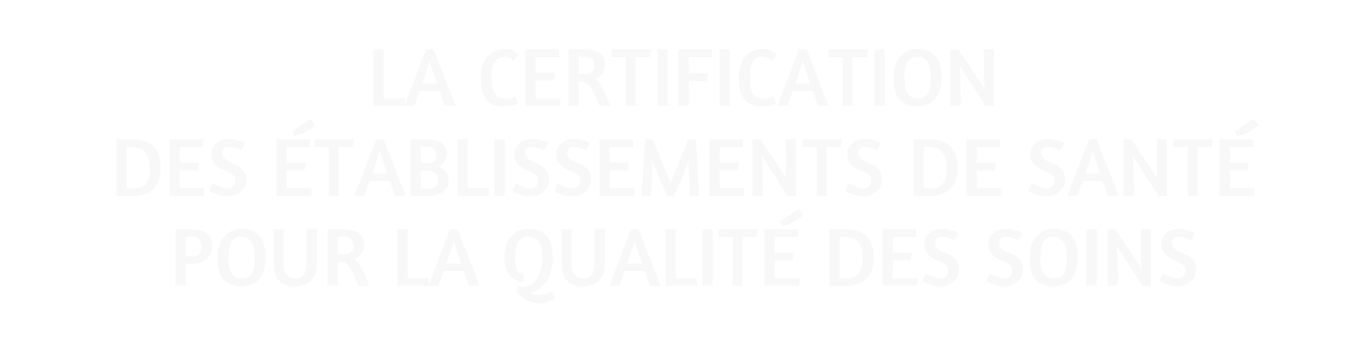 LA CERTIFICATION
DES ÉTABLISSEMENTS DE SANTÉ
POUR LA QUALITÉ DES SOINS